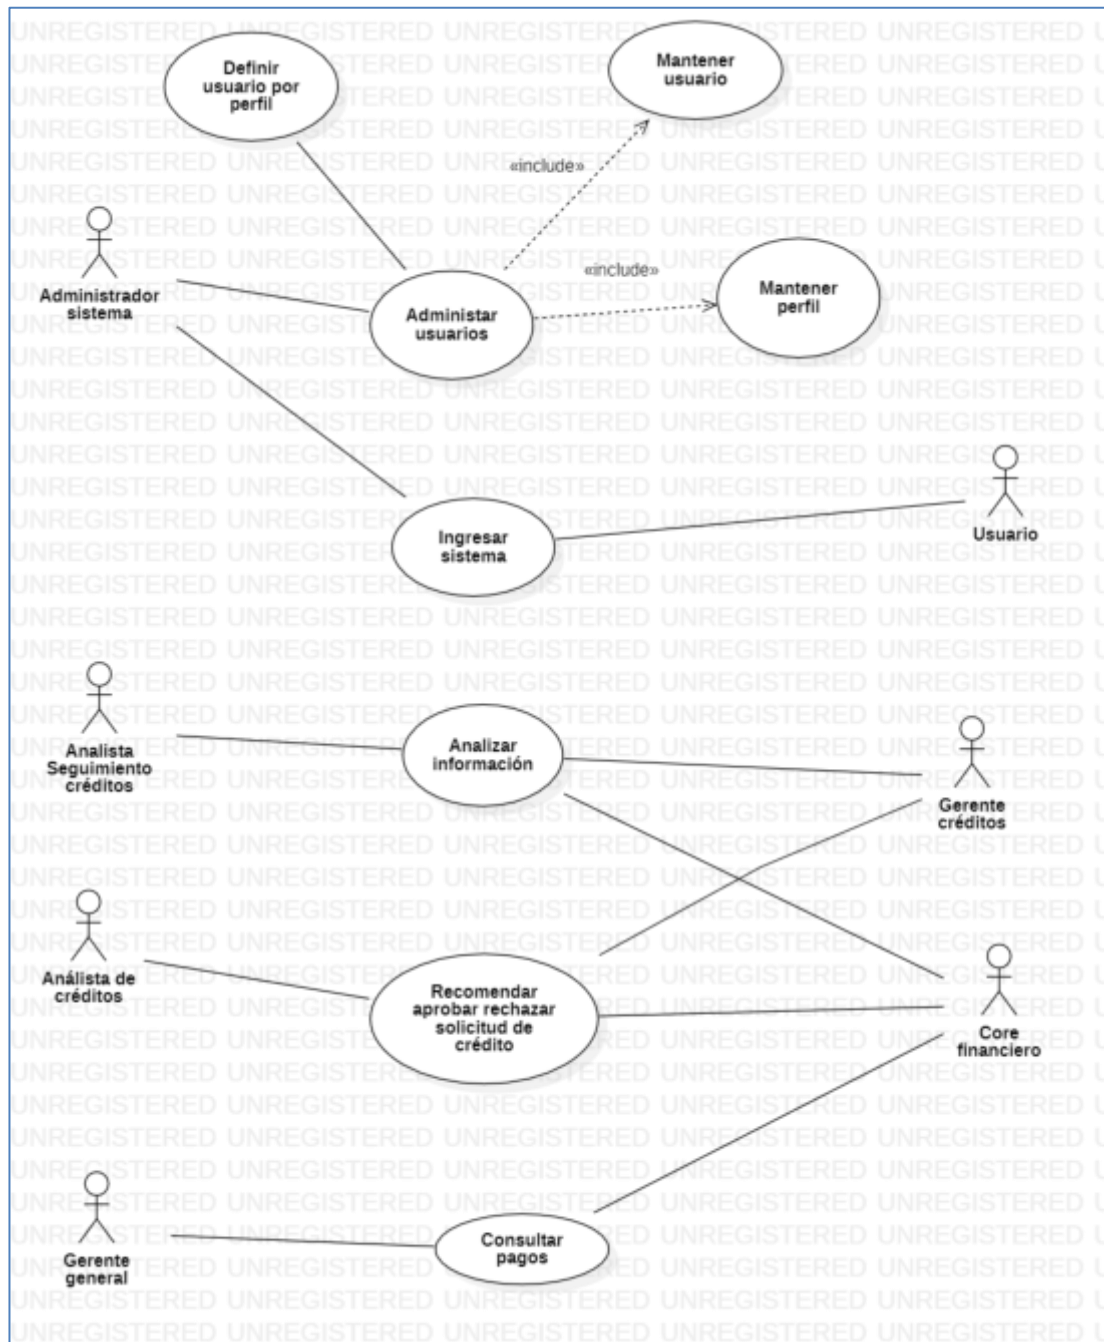 Definir
usuario por
perfil
Mantener
usuario
«include»
«include»
Administrador
sistema
Administar
usuarios
Mantener
perfil
Ingresar
sistema
Usuario
Analista
Seguimiento
créditos
Analizar
información
Gerente
créditos
Análista de
créditos
Recomendar
aprobar rechazar
solicitud de
crédito
Core
financiero
Gerente
general
Consultar
pagos
UNREGISTERED